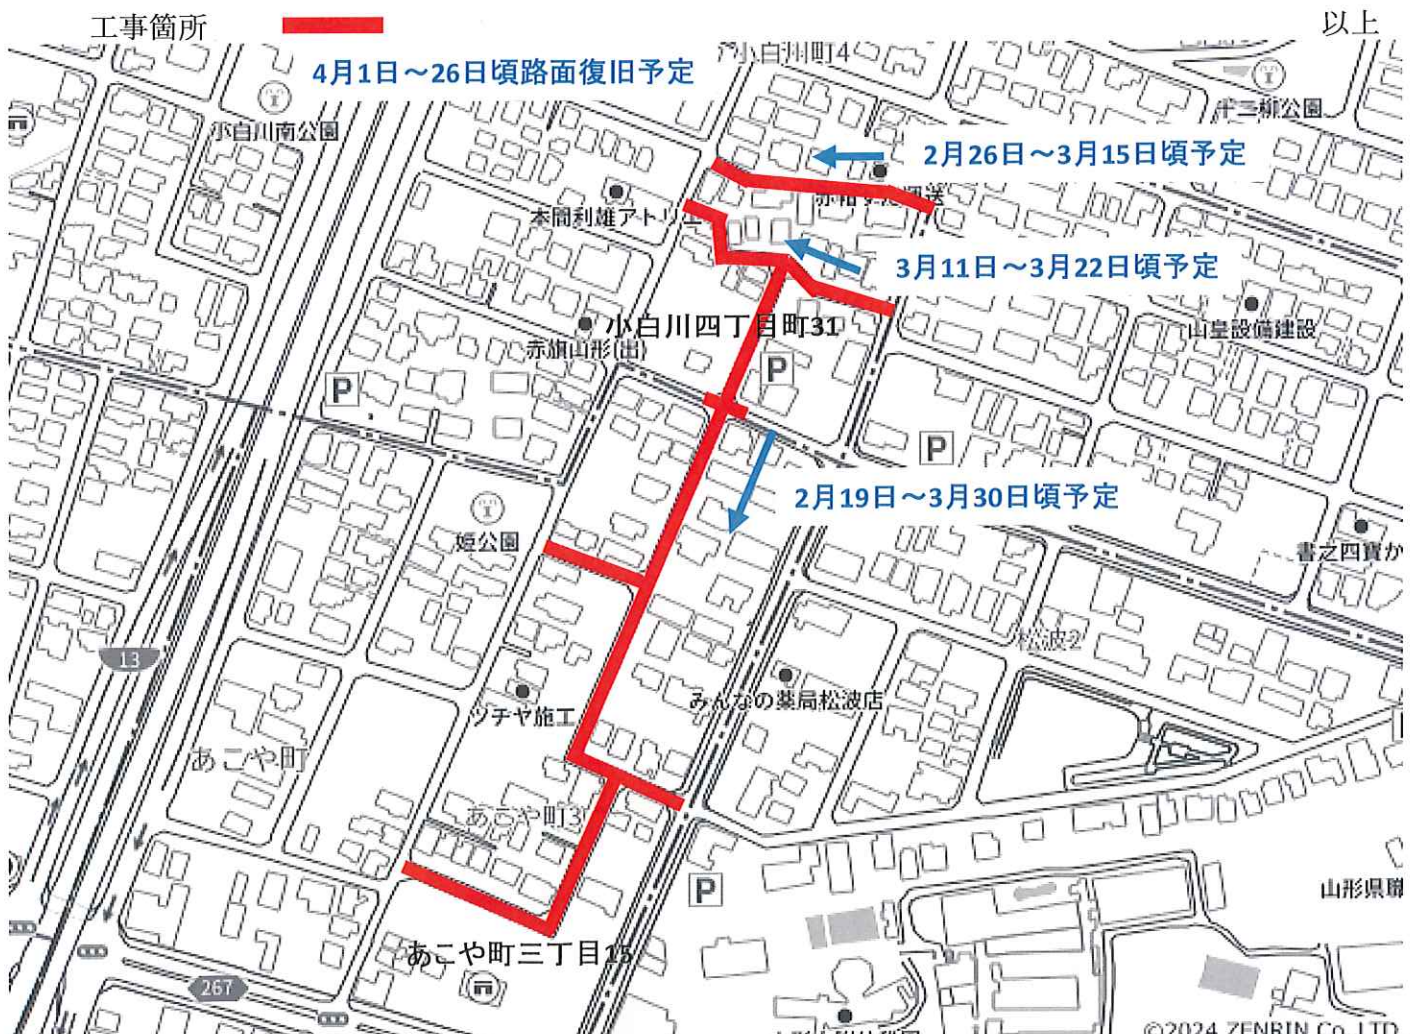 工事箇所
以上
小白川町4
4月1日～26日頃路面復旧予定
小白川南公園
十三柳公園
2月26日～3月15日頃予定
本間利雄アトリエ
3月11日～3月22日頃予定
山皇設備建設
小白川四丁目町31
赤旗山形(出)
P
P
P
2月19日～3月30日頃予定
姫公園
書之四寶か
松波2
13
みんなの薬局松波店
ツチヤ施工
あこや町
あこや町3
P
山形県職
あこや町三丁目15
267
©2024 ZENRIN Co.,LTD